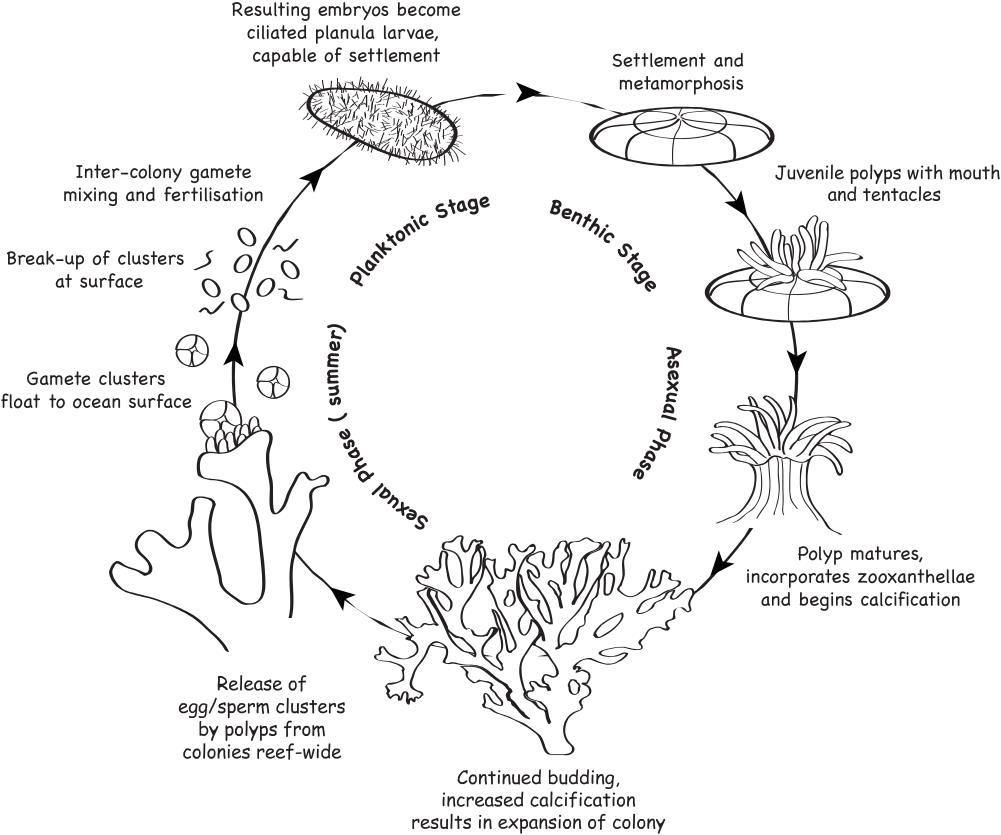 Resulting embryos become
ciliated planula larvae,
capable of settlement
Settlement and
metamorphosis
Juvenile polyps with mouth
and tentacles
Polyp matures,
incorporates zooxanthellae
and begins calcification
Continued budding,
increased calcification
results in expansion of colony
Release of
egg/sperm clusters
by polyps from
colonies reef-wide
Gamete clusters
float to ocean surface
Break-up of clusters
at surface
Inter-colony gamete
mixing and fertilisation
Planktonic Stage
Benthic Stage
Asexual Phase
Sexual Phase ( summer)